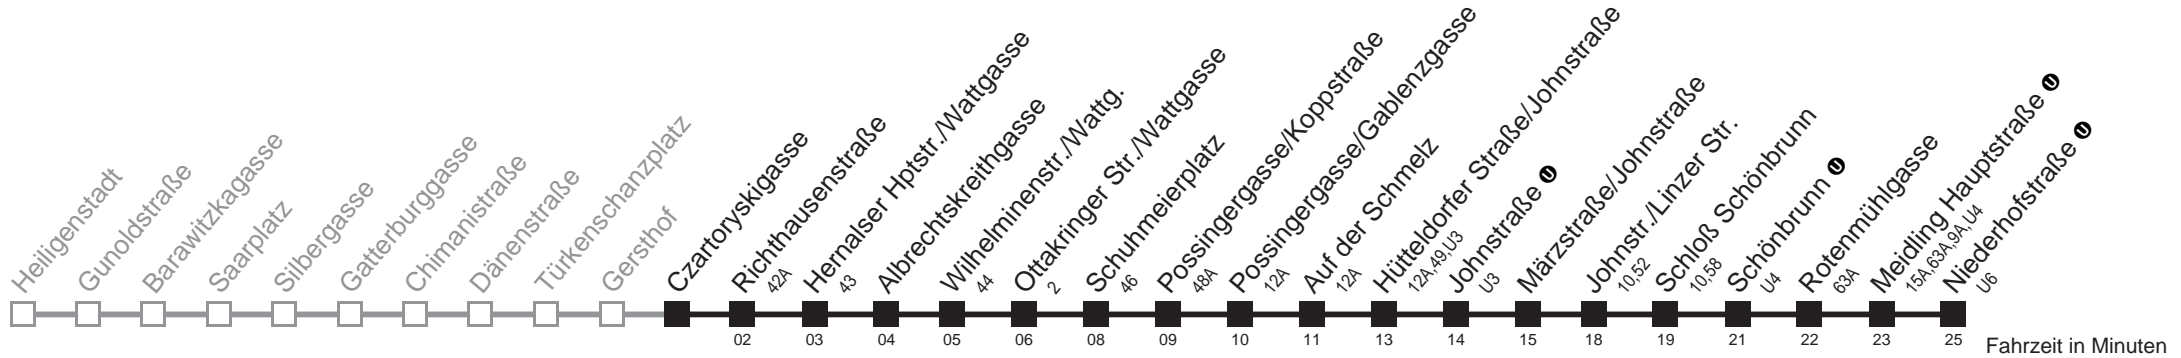 Heiligenstadt
Gunoldstraße
Barawitzkagasse
Saarplatz
Silbergasse
Gatterburggasse
Chimanistraße
Dänenstraße
Türkenschanzplatz
Gersthof
Czartoryskigasse
Richthausenstraße
42A
Hernalser Hptstr./Wattgasse
43
Albrechtskreithgasse
Wilhelminenstr./Wattg.
44
Ottakringer Str./Wattgasse
2
Schuhmeierplatz
46
Possingergasse/Koppstraße
48A
Possingergasse/Gablenzgasse
12A
Auf der Schmelz
12A
Hütteldorfer Straße/Johnstraße
12A,49,U3
Johnstraße U
U3
Märzstraße/Johnstraße
Johnstr./Linzer Str.
10,52
Schloß Schönbrunn
10,58
Schönbrunn U
U4
Rotenmühlgasse
63A
Meidling Hauptstraße U
15A,63A,9A,U4
Niederhofstraße U
U6
02 03 04 05 06 08 09 10 11 13 14 15 18 19 21 22 23 25 Fahrzeit in Minuten